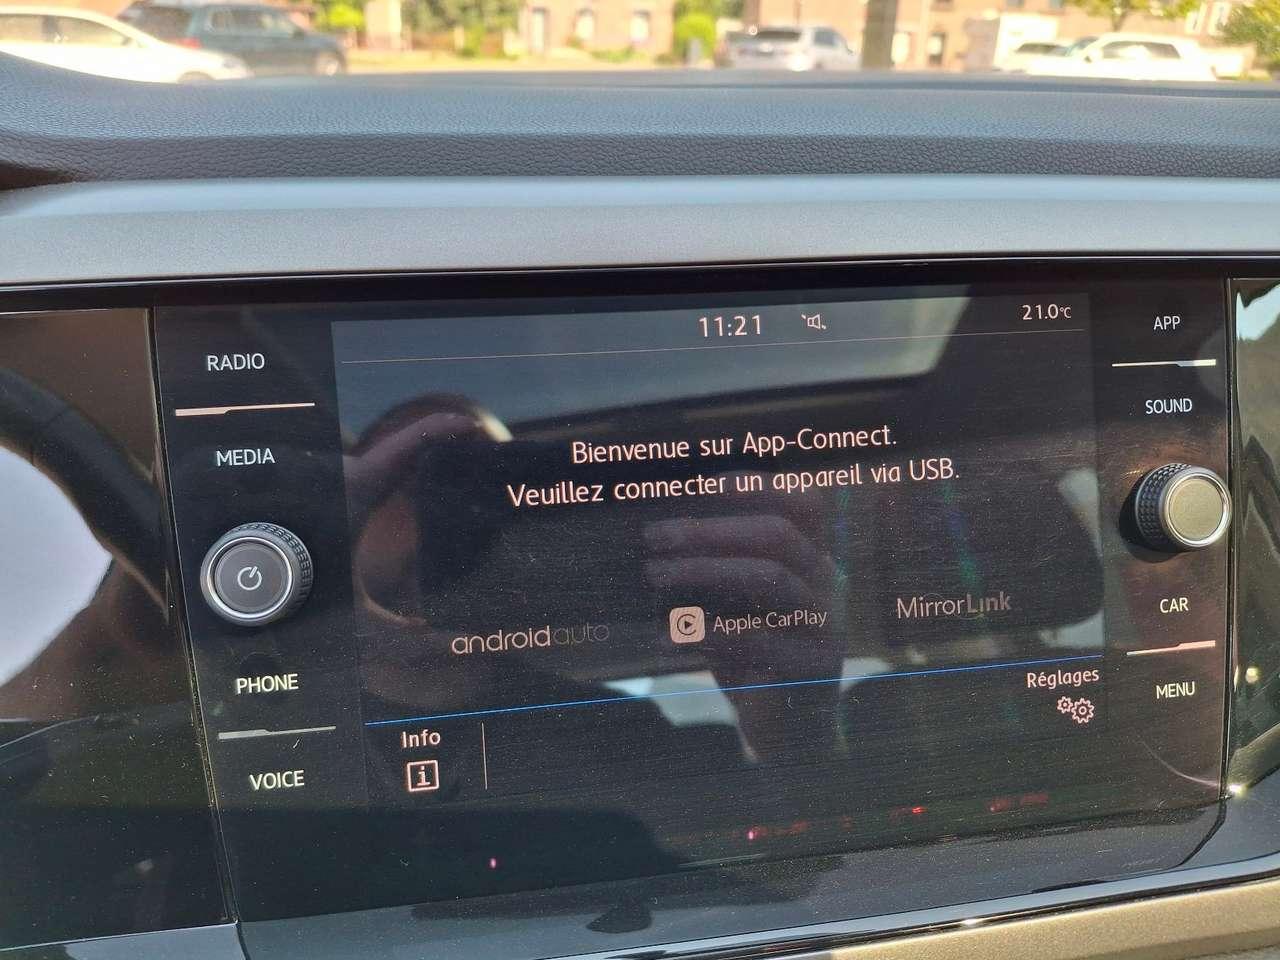 11:21
21.0°C
RADIO
MEDIA
PHONE
VOICE
Bienvenue sur App-Connect.
Veuillez connecter un appareil via USB.
androidauto
Apple CarPlay
MirrorLink
Réglages
Info
i
APP
SOUND
CAR
MENU